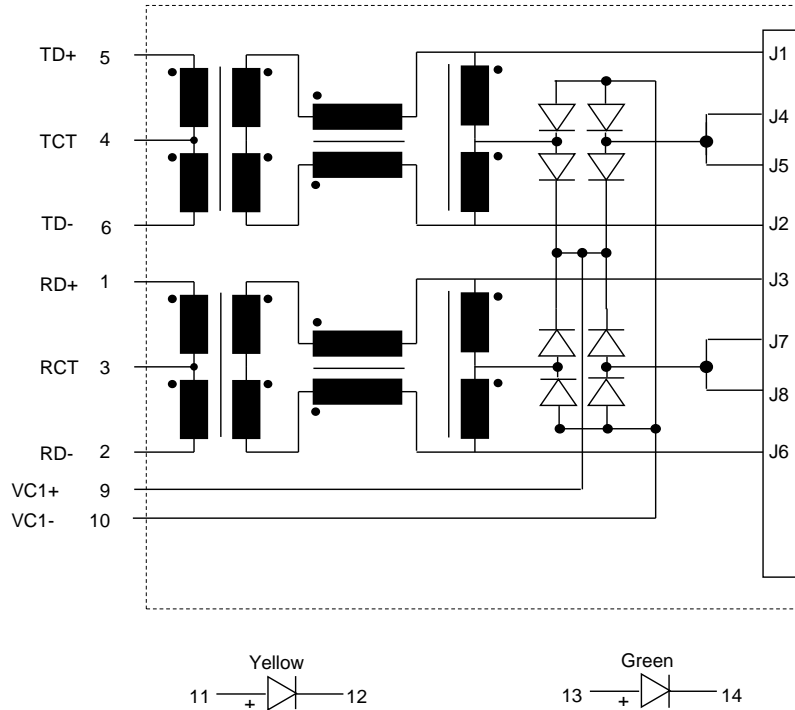 TD+ 5 J1
J4
TCT 4
J5
TD- 6 J2
RD+ 1 J3
J7
RCT 3
J8
RD- 2 J6
VC1+ 9
VC1- 10
Yellow
11 + 12
Green
13 + 14